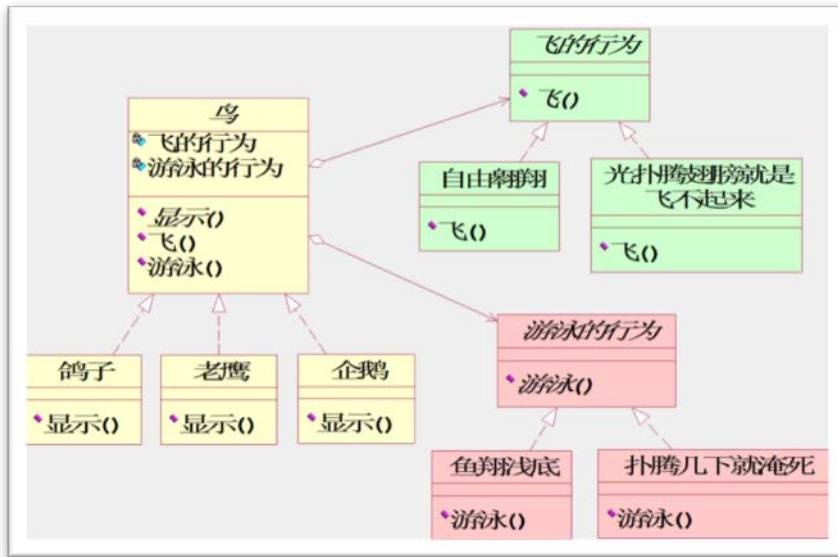 鸟
飞的行为
游泳的行为
显示()
飞()
游泳()
鸽子
显示()
老鹰
显示()
企鹅
显示()
飞的行为
飞()
自由翱翔
飞()
光扑腾翅膀就是
飞不起来
飞()
游泳的行为
游泳()
鱼翔浅底
游泳()
扑腾几下就淹死
游泳()